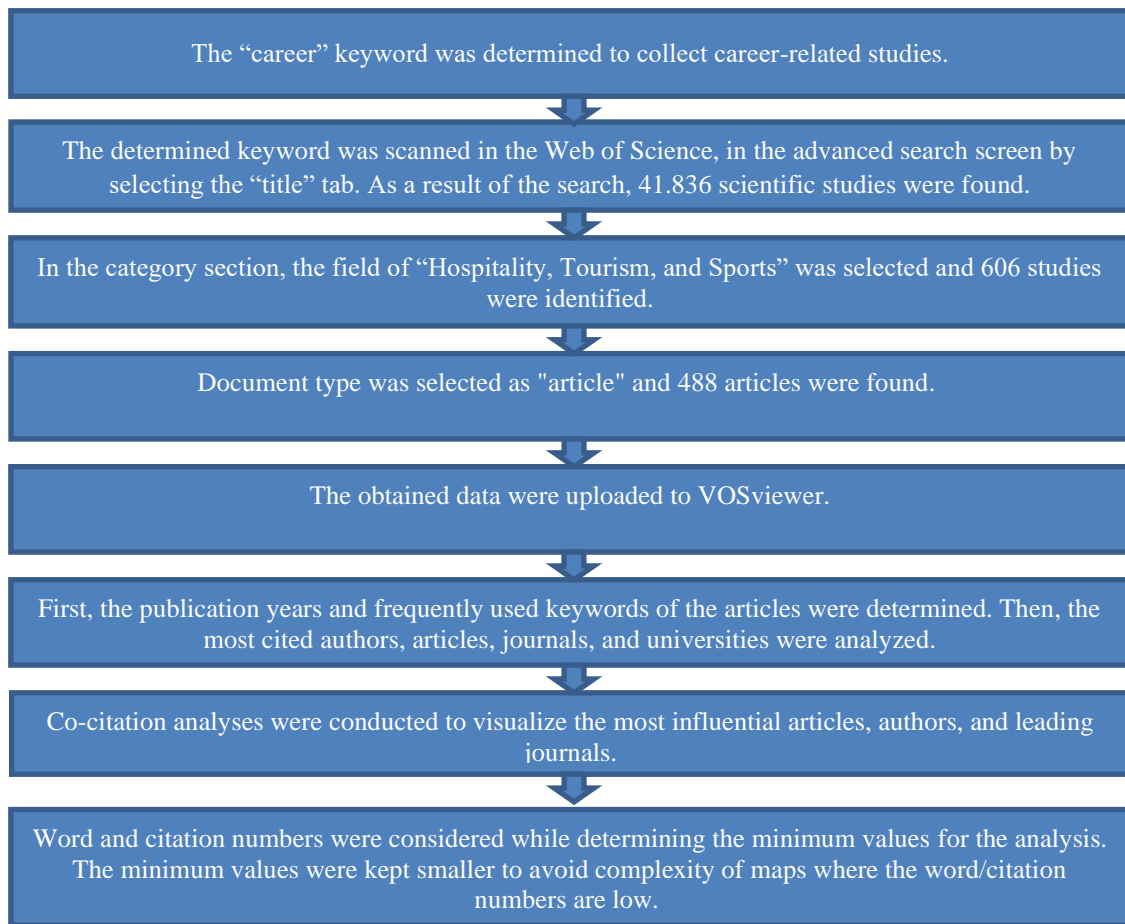 The “career” keyword was determined to collect career-related studies.
The determined keyword was scanned in the Web of Science, in the advanced search screen by
selecting the “title” tab. As a result of the search, 41.836 scientific studies were found.
In the category section, the field of “Hospitality, Tourism, and Sports” was selected and 606 studies
were identified.
Document type was selected as "article" and 488 articles were found.
The obtained data were uploaded to VOSviewer.
First, the publication years and frequently used keywords of the articles were determined. Then, the
most cited authors, articles, journals, and universities were analyzed.
Co-citation analyses were conducted to visualize the most influential articles, authors, and leading
journals.
Word and citation numbers were considered while determining the minimum values for the analysis.
The minimum values were kept smaller to avoid complexity of maps where the word/citation
numbers are low.